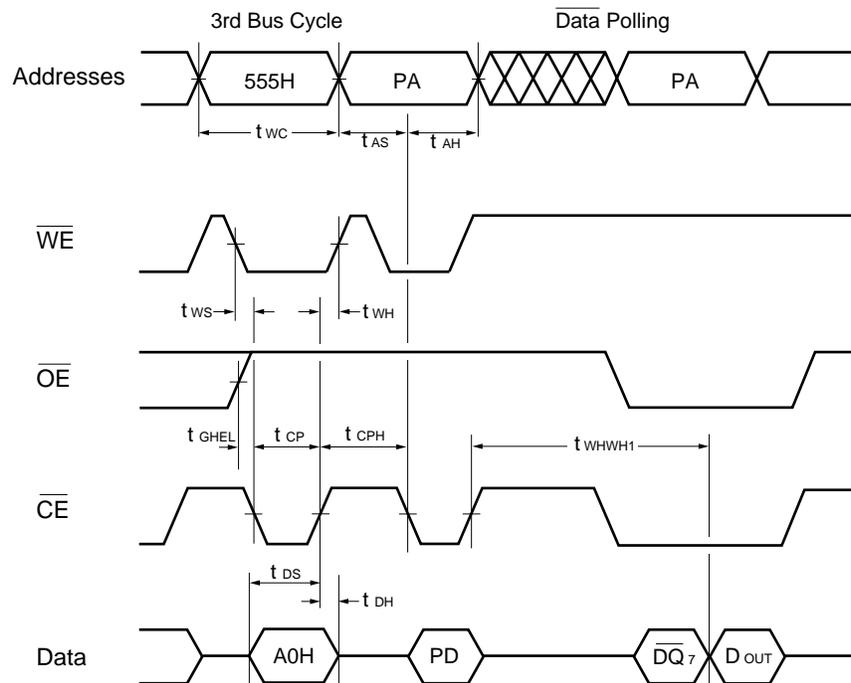 3rd Bus Cycle Data Polling
Addresses 555H PA PA
t WC t AS t AH
WE
t WS t WH
OE
t GHEL t CP t CPH t WHWH1
CE
t DS
t DH
Data A0H PD DQ 7 D OUT